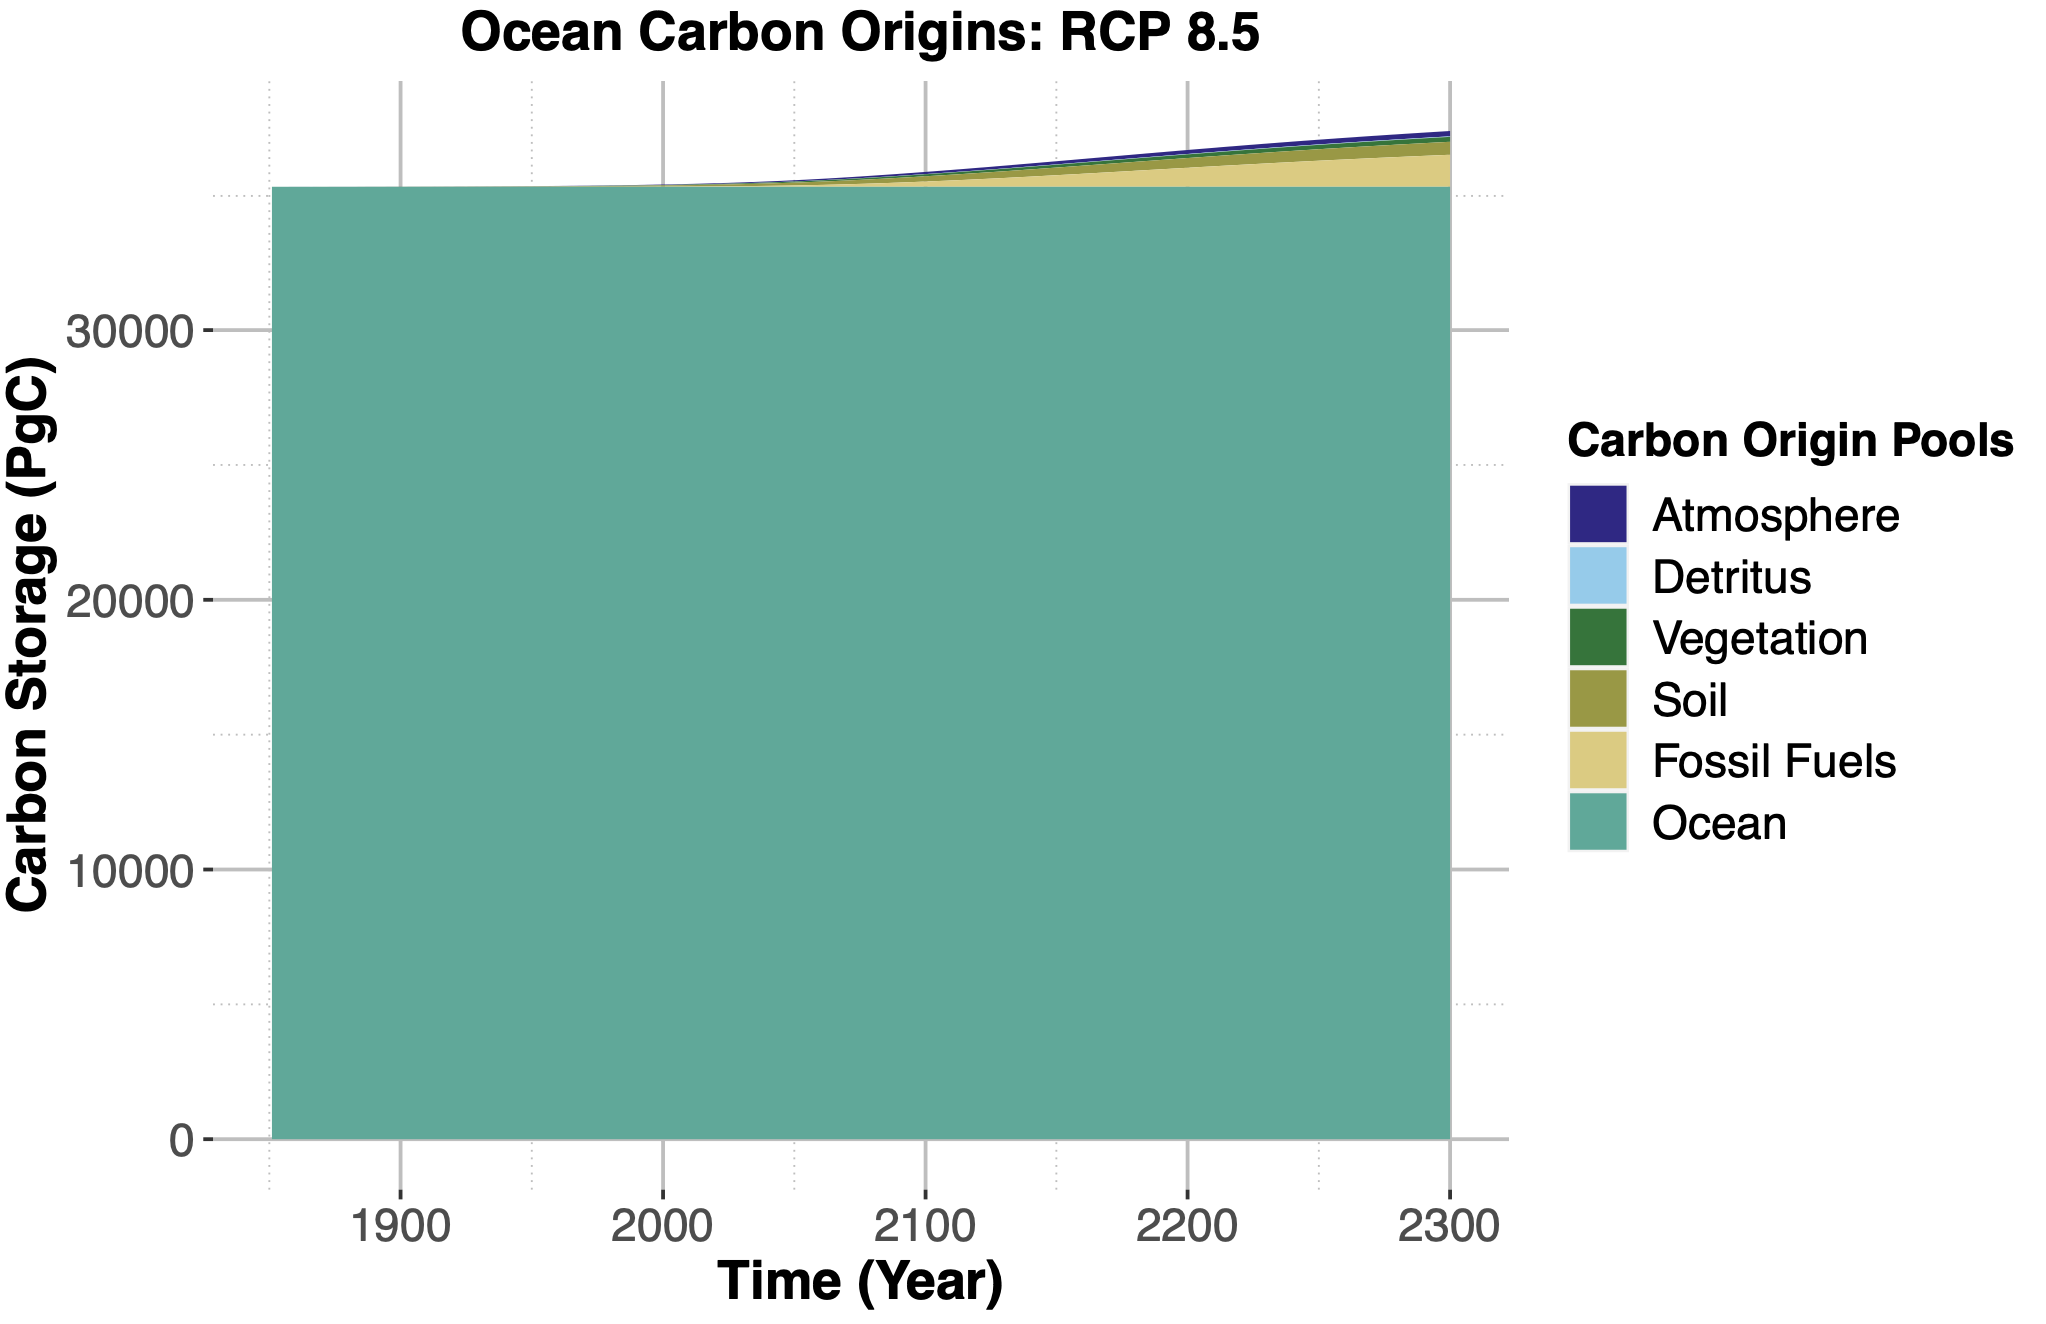 Ocean Carbon Origins: RCP 8.5
Carbon Storage (PgC)
30000
20000
10000
0
1900 2000 2100 2200 2300
Time (Year)
Carbon Origin Pools
Atmosphere
Detritus
Vegetation
Soil
Fossil Fuels
Ocean